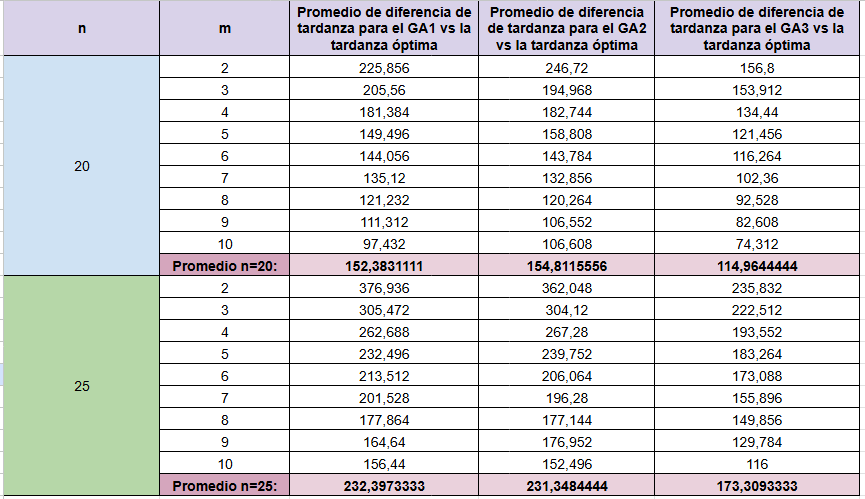 n m Promedio de diferencia de tardanza para el GA1 vs la tardanza óptima Promedio de diferencia de tardanza para el GA2 vs la tardanza óptima Promedio de diferencia de tardanza para el GA3 vs la tardanza óptima
20
2 225,856 246,72 156,8
3 205,56 194,968 153,912
4 181,384 182,744 134,44
5 149,496 158,808 121,456
6 144,056 143,784 116,264
7 135,12 132,856 102,36
8 121,232 120,264 92,528
9 111,312 106,552 82,608
10 97,432 106,608 74,312
Promedio n=20: 152,3831111 154,8115556 114,9644444
25
2 376,936 362,048 235,832
3 305,472 304,12 222,512
4 262,688 267,28 193,552
5 232,496 239,752 183,264
6 213,512 206,064 173,088
7 201,528 196,28 155,896
8 177,864 177,144 149,856
9 164,64 176,952 129,784
10 156,44 152,496 116
Promedio n=25: 232,3973333 231,3484444 173,3093333